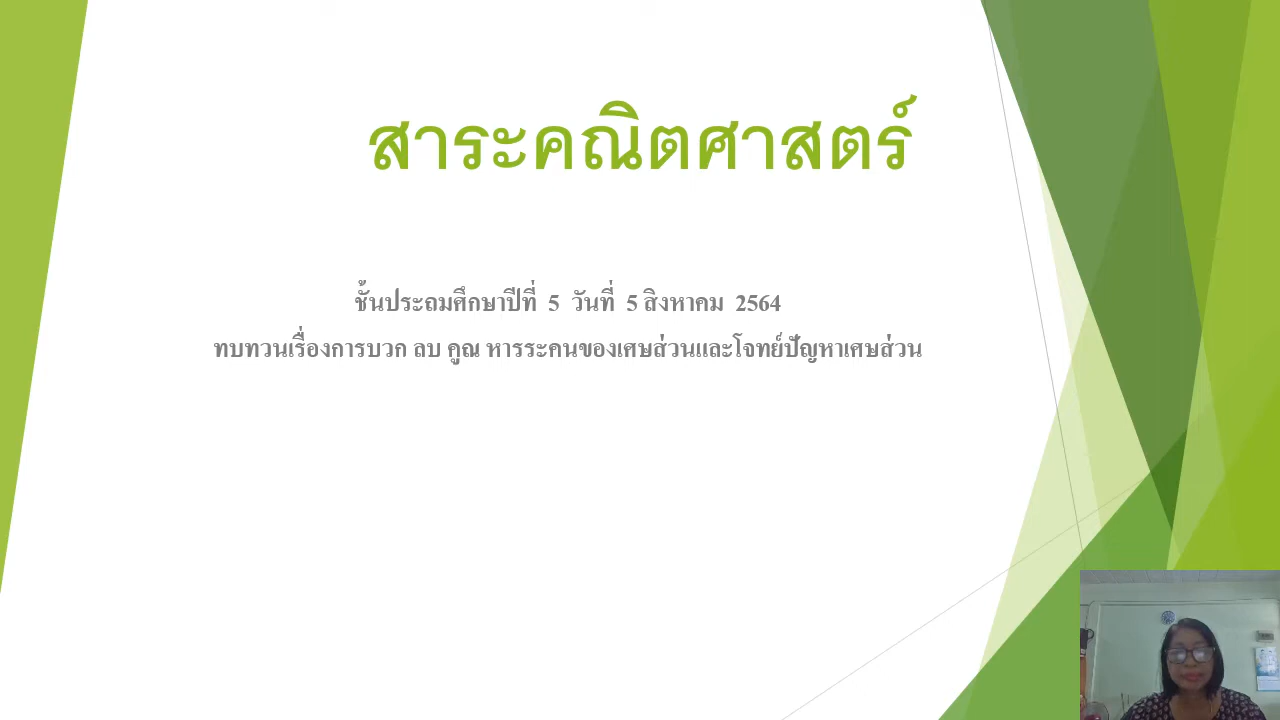 สาระคณิตศาสตร์
ชั้นประถมศึกษาปีที่ 5 วันที่ 5 สิงหาคม 2564
ทบทวนเรื่องการบวก ลบ คูณ หารระคนของเศษส่วนและโจทย์ปัญหาเศษส่วน